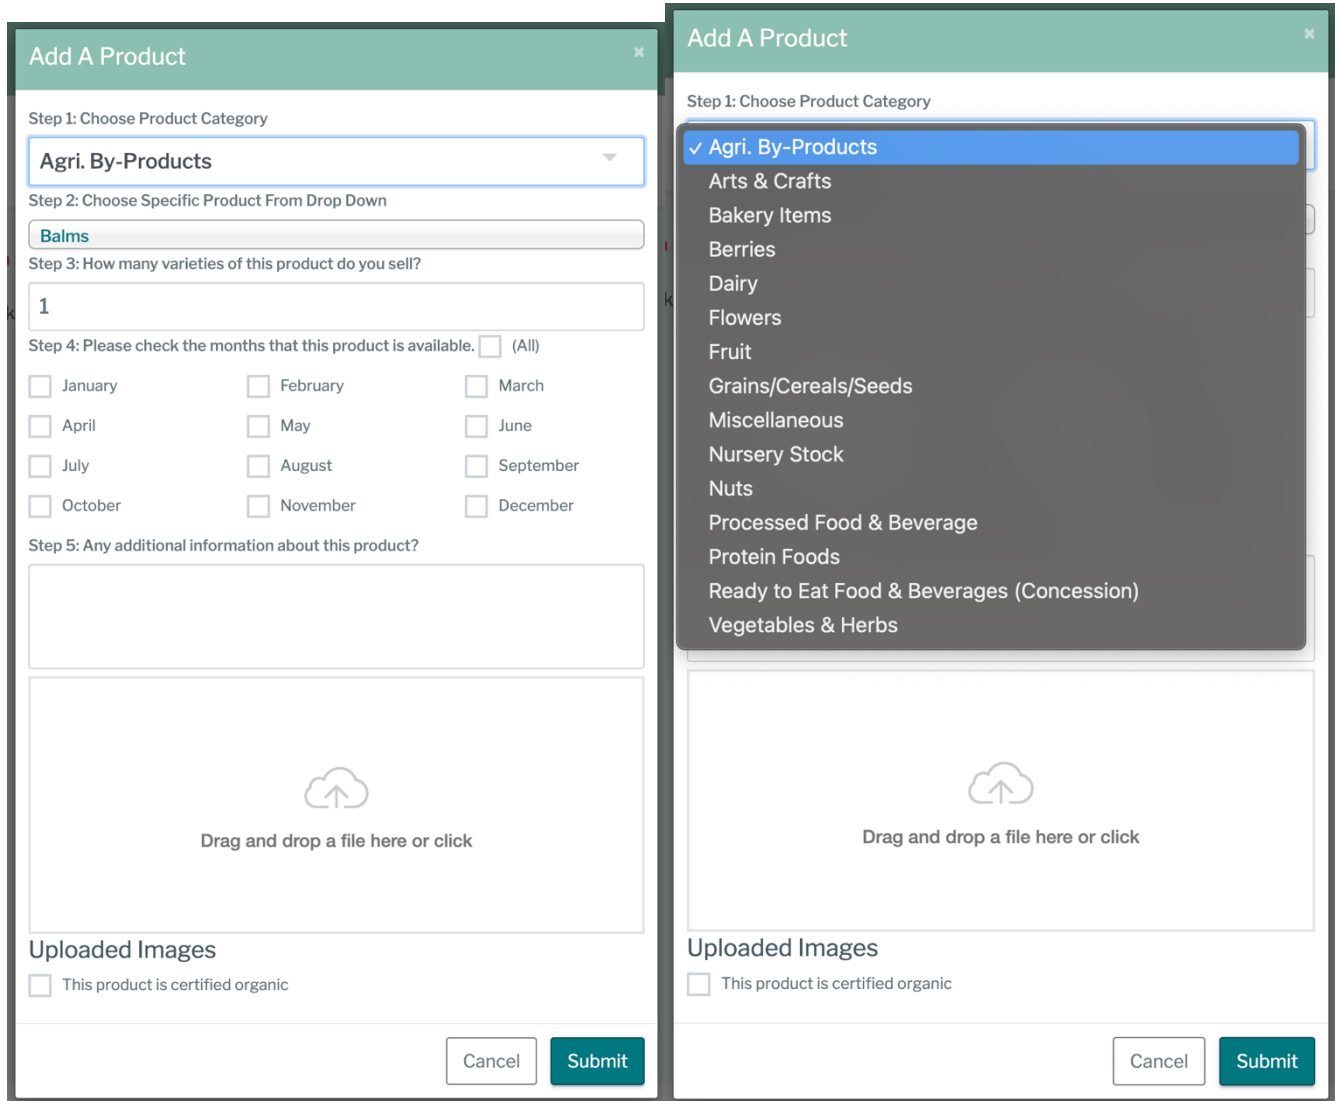 Add A Product
×
Step 1: Choose Product Category
Agri. By-Products
Step 2: Choose Specific Product From Drop Down
Balms
Step 3: How many varieties of this product do you sell?
1
Step 4: Please check the months that this product is available. (All)
January February March
April May June
July August September
October November December
Step 5: Any additional information about this product?
Drag and drop a file here or click
Uploaded Images
This product is certified organic
Cancel Submit
Add A Product
×
Step 1: Choose Product Category
✓ Agri. By-Products
Arts & Crafts
Bakery Items
Berries
Dairy
Flowers
Fruit
Grains/Cereals/Seeds
Miscellaneous
Nursery Stock
Nuts
Processed Food & Beverage
Protein Foods
Ready to Eat Food & Beverages (Concession)
Vegetables & Herbs
Drag and drop a file here or click
Uploaded Images
This product is certified organic
Cancel Submit